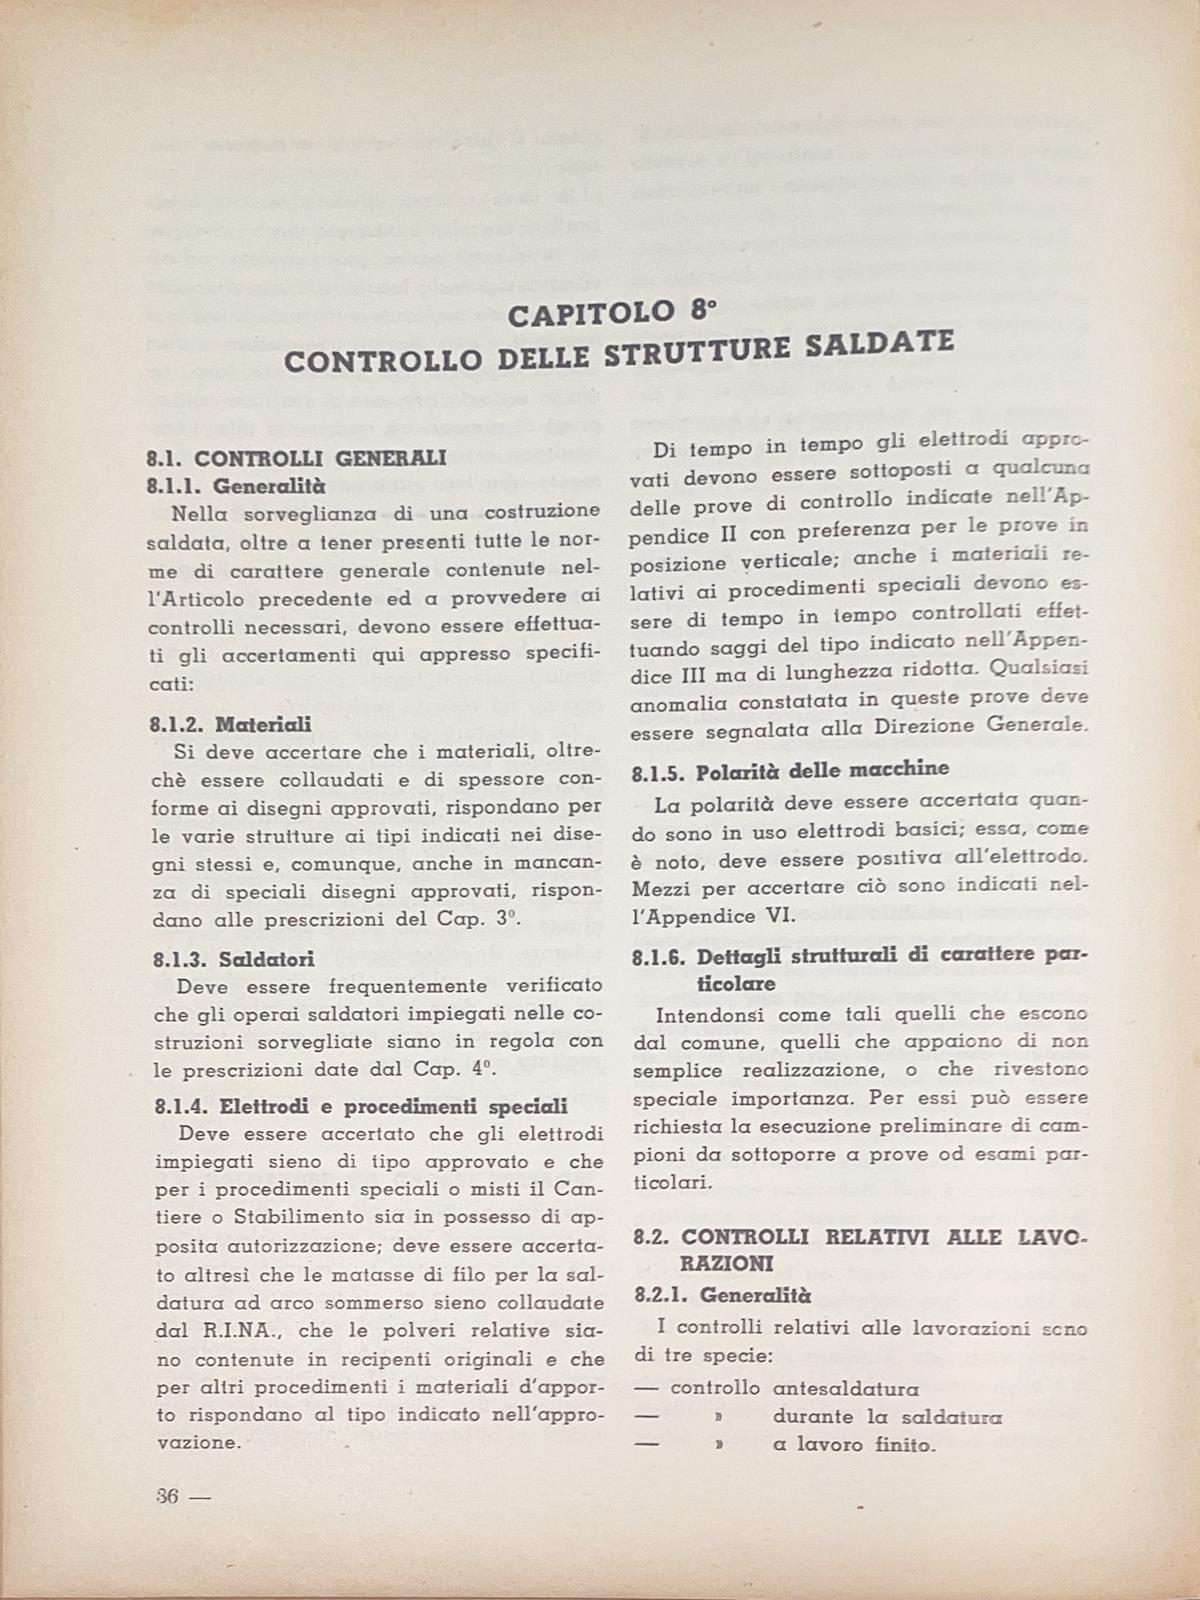 CAPITOLO 8°
CONTROLLO DELLE STRUTTURE SALDATE
8.1. CONTROLLI GENERALI
8.1.1. Generalità
Nella sorveglianza di una costruzione
saldata, oltre a tener presenti tutte le nor-
me di carattere generale contenute nel-
l'Articolo precedente ed a provvedere ai
controlli necessari, devono essere effettua-
ti gli accertamenti qui appresso specifi-
cati:
8.1.2. Materiali
Si deve accertare che i materiali, oltre-
chè essere collaudati e di spessore con-
forme ai disegni approvati, rispondano per
le varie strutture ai tipi indicati nei dise-
gni stessi e, comunque, anche in mancan-
za di speciali disegni approvati, rispon-
dano alle prescrizioni del Cap. 3º.
8.1.3. Saldatori
Deve essere frequentemente verificato
che gli operai saldatori impiegati nelle co-
struzioni sorvegliate siano in regola con
le prescrizioni date dal Cap. 4º.
8.1.4. Elettrodi e procedimenti speciali
Deve essere accertato che gli elettrodi
impiegati sieno di tipo approvato e che
per i procedimenti speciali o misti il Can-
tiere o Stabilimento sia in possesso di ap-
posita autorizzazione; deve essere accerta-
to altresì che le matasse di filo per la sal-
datura ad arco sommerso sieno collaudate
dal R.I.NA., che le polveri relative sia-
no contenute in recipenti originali e che
per altri procedimenti i materiali d'appor-
to rispondano al tipo indicato nell'appro-
vazione.
36 —
Di tempo in tempo gli elettrodi appro-
vati devono essere sottoposti a qualcuna
delle prove di controllo indicate nell'Ap-
pendice II con preferenza per le prove in
posizione verticale; anche i materiali re-
lativi ai procedimenti speciali devono es-
sere di tempo in tempo controllati effet-
tuando saggi del tipo indicato nell'Appen-
dice III ma di lunghezza ridotta. Qualsiasi
anomalia constatata in queste prove deve
essere segnalata alla Direzione Generale.
8.1.5. Polarità delle macchine
La polarità deve essere accertata quan-
do sono in uso elettrodi basici; essa, come
è noto, deve essere positiva all'elettrodo.
Mezzi per accertare ciò sono indicati nel-
l'Appendice VI.
8.1.6. Dettagli strutturali di carattere par-
ticolare
Intendonsi come tali quelli che escono
dal comune, quelli che appaiono di non
semplice realizzazione, o che rivestono
speciale importanza. Per essi può essere
richiesta la esecuzione preliminare di cam-
pioni da sottoporre a prove od esami par-
ticolari.
8.2. CONTROLLI RELATIVI ALLE LAVO-
RAZIONI
8.2.1. Generalità
I controlli relativi alle lavorazioni sono
di tre specie:
— controllo antesaldatura
— » durante la saldatura
— » a lavoro finito.